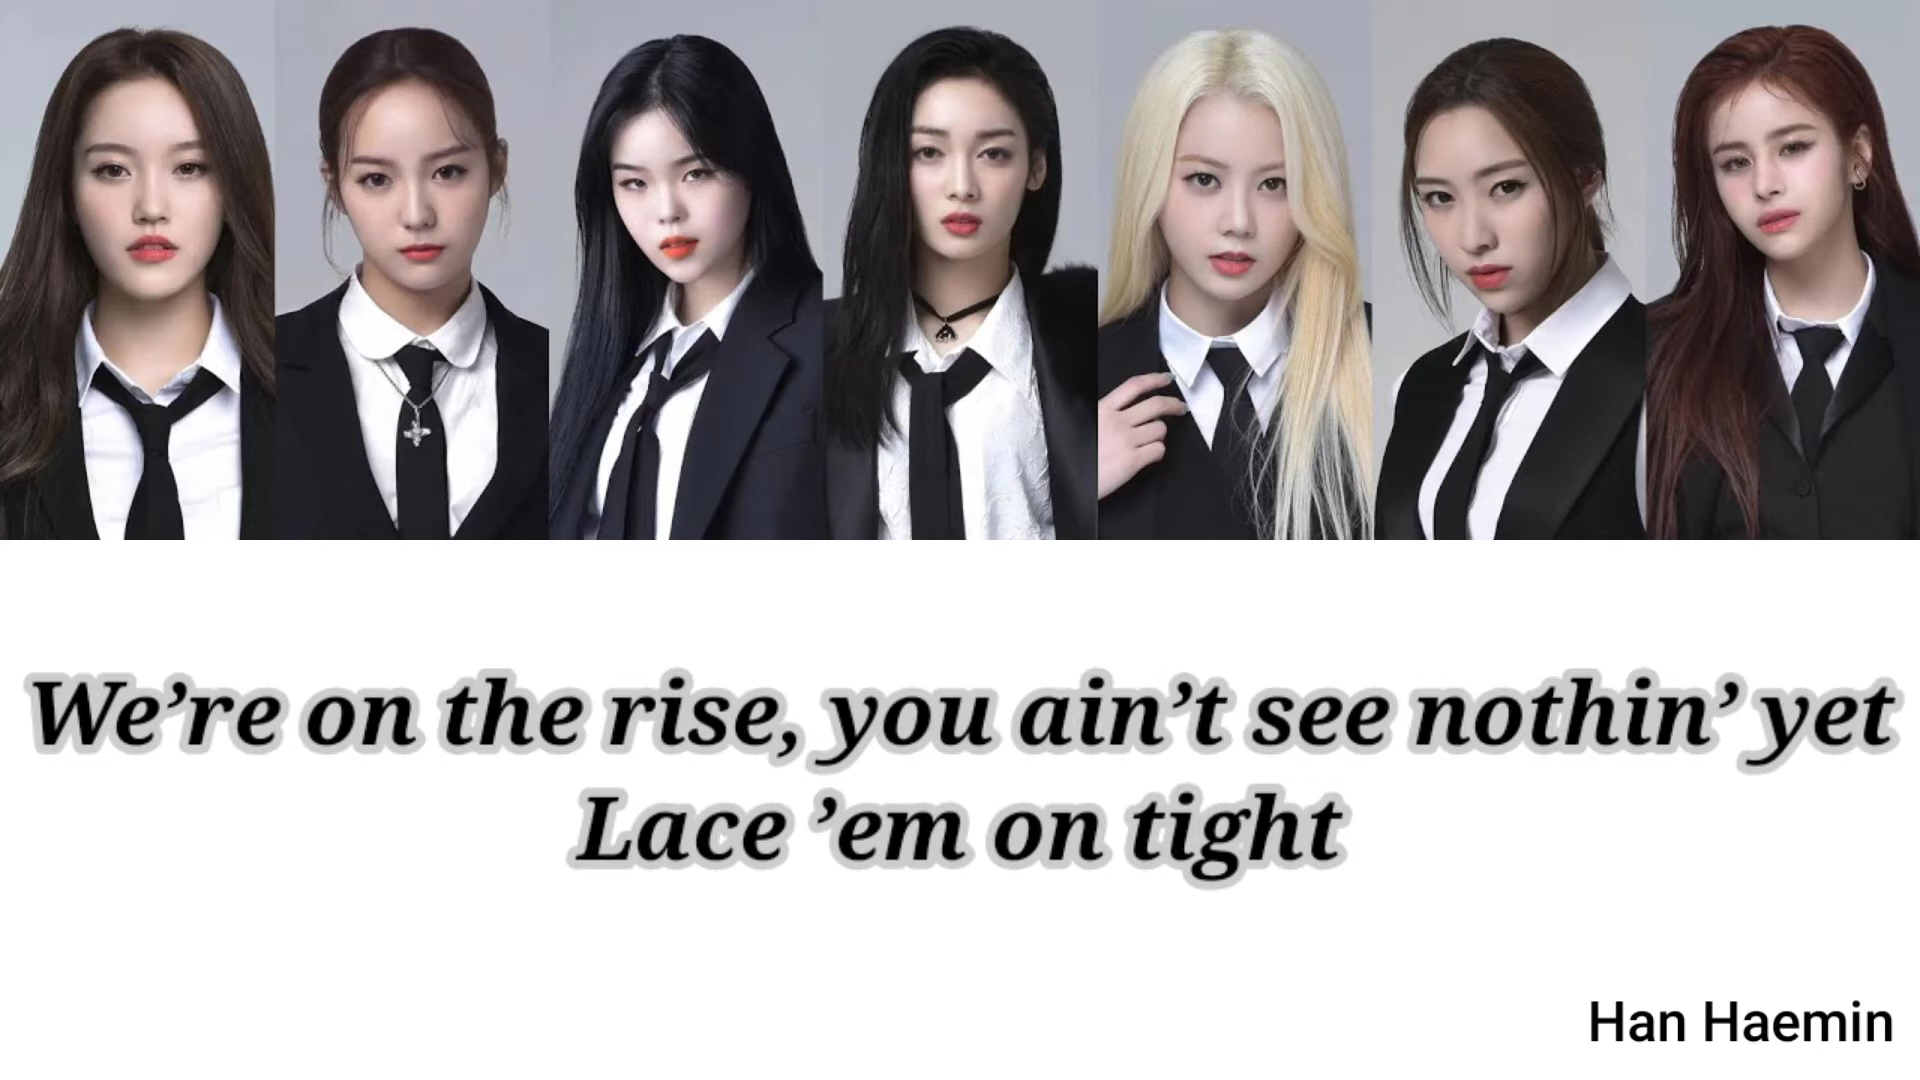 We’re on the rise, you ain’t see nothin’ yet
Lace ’em on tight
Han Haemin